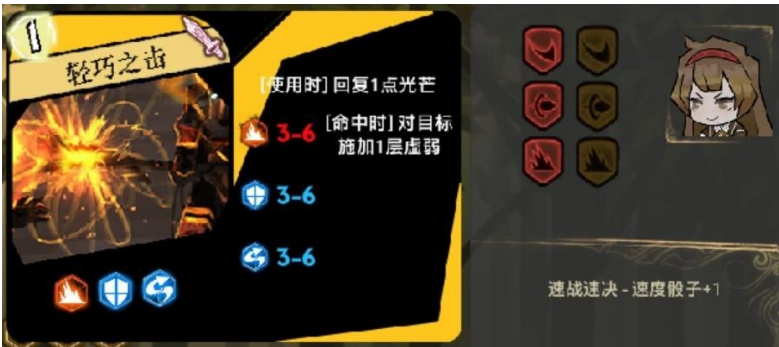 1
轻巧之击
[使用时] 回复1点光芒
3-6 [命中时] 对目标
施加1层虚弱
3-6
3-6
速战速决 - 速度骰子+1